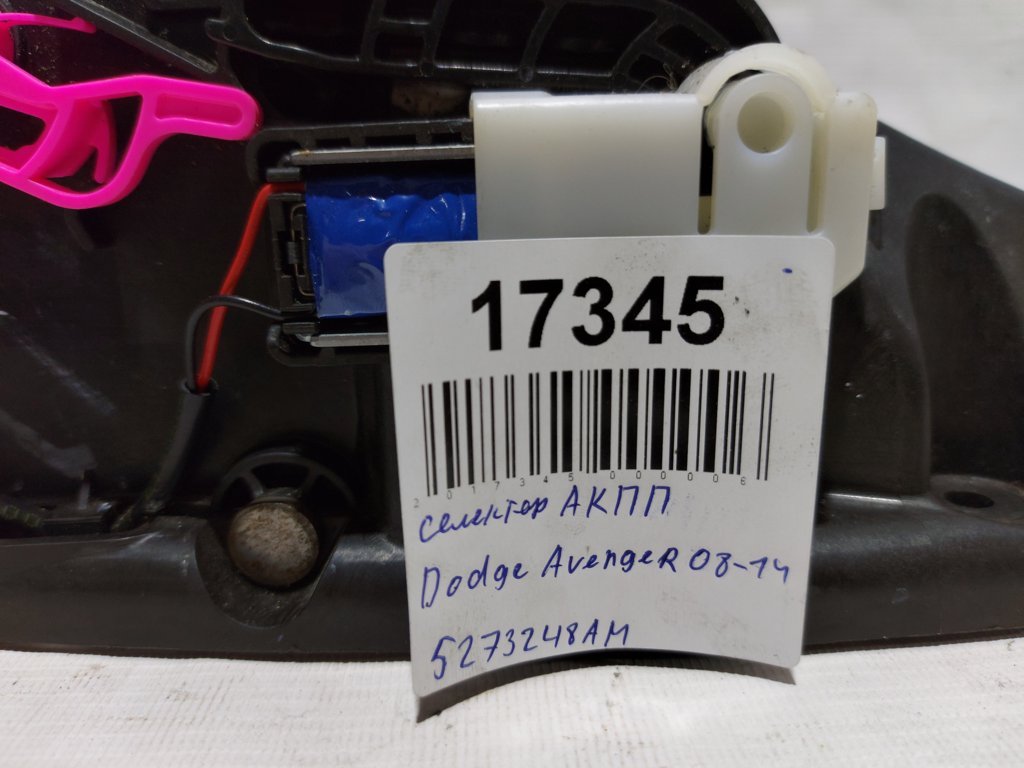 17345
2017345000006
селектор АКПП
Dodge Avenger 08-14
5273248AM